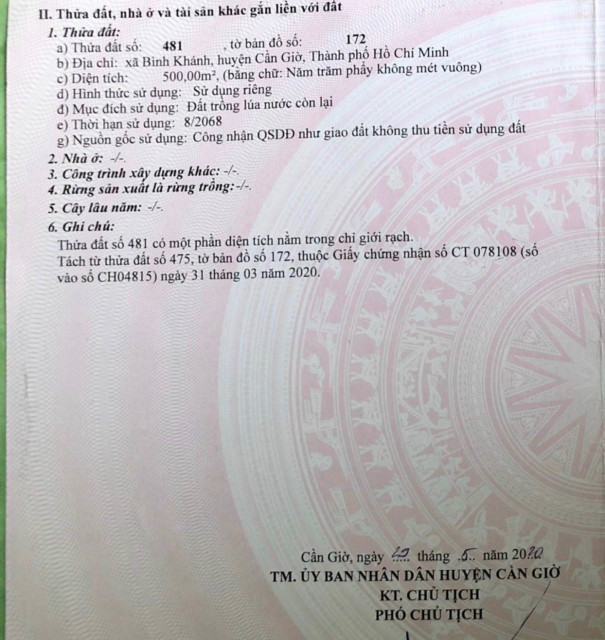 II. Thửa đất, nhà ở và tài sản khác gắn liền với đất
1. Thửa đất:
a) Thửa đất số: 481 , tờ bản đồ số: 172
b) Địa chỉ: xã Bình Khánh, huyện Cần Giờ, Thành phố Hồ Chí Minh
c) Diện tích: 500,00m², (bằng chữ: Năm trăm phẩy không mét vuông)
d) Hình thức sử dụng: Sử dụng riêng
đ) Mục đích sử dụng: Đất trồng lúa nước còn lại
e) Thời hạn sử dụng: 8/2068
g) Nguồn gốc sử dụng: Công nhận QSDĐ như giao đất không thu tiền sử dụng đất
2. Nhà ở: -/-.
3. Công trình xây dựng khác: -/-.
4. Rừng sản xuất là rừng trồng:-/-.
5. Cây lâu năm: -/-.
6. Ghi chú:
Thửa đất số 481 có một phần diện tích nằm trong chỉ giới rạch.
Tách từ thửa đất số 475, tờ bản đồ số 172, thuộc Giấy chứng nhận số CT 078108 (số
vào sổ CH04815) ngày 31 tháng 03 năm 2020.
Cần Giờ, ngày tháng .5.. năm 2020
TM. ỦY BAN NHÂN DÂN HUYỆN CẦN GIỜ
KT. CHỦ TỊCH
PHÓ CHỦ TỊCH